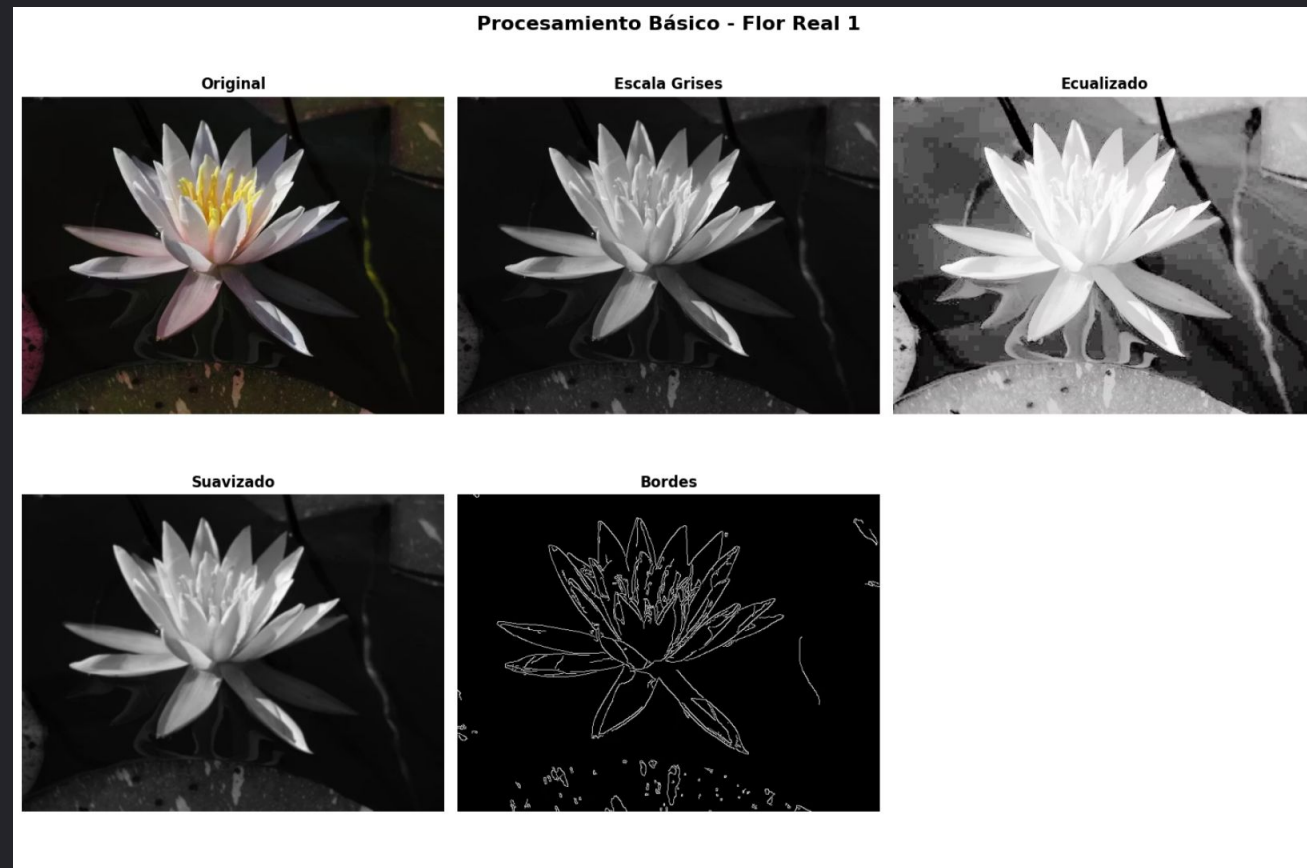 Procesamiento Básico - Flor Real 1
Original
Escala Grises
Ecualizado
Suavizado
Bordes